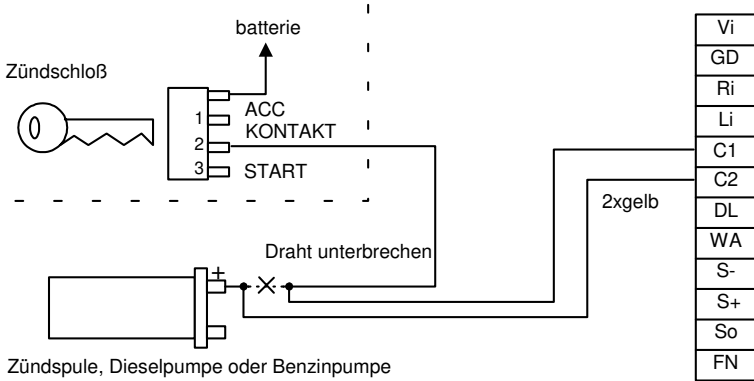 batterie
Zündschloß
1 ACC
KONTAKT
2
3 START
Draht unterbrechen
2xgelb
+
Zündspule, Dieselpumpe oder Benzinpumpe
Vi
GD
Ri
Li
C1
C2
DL
WA
S-
S+
So
FN